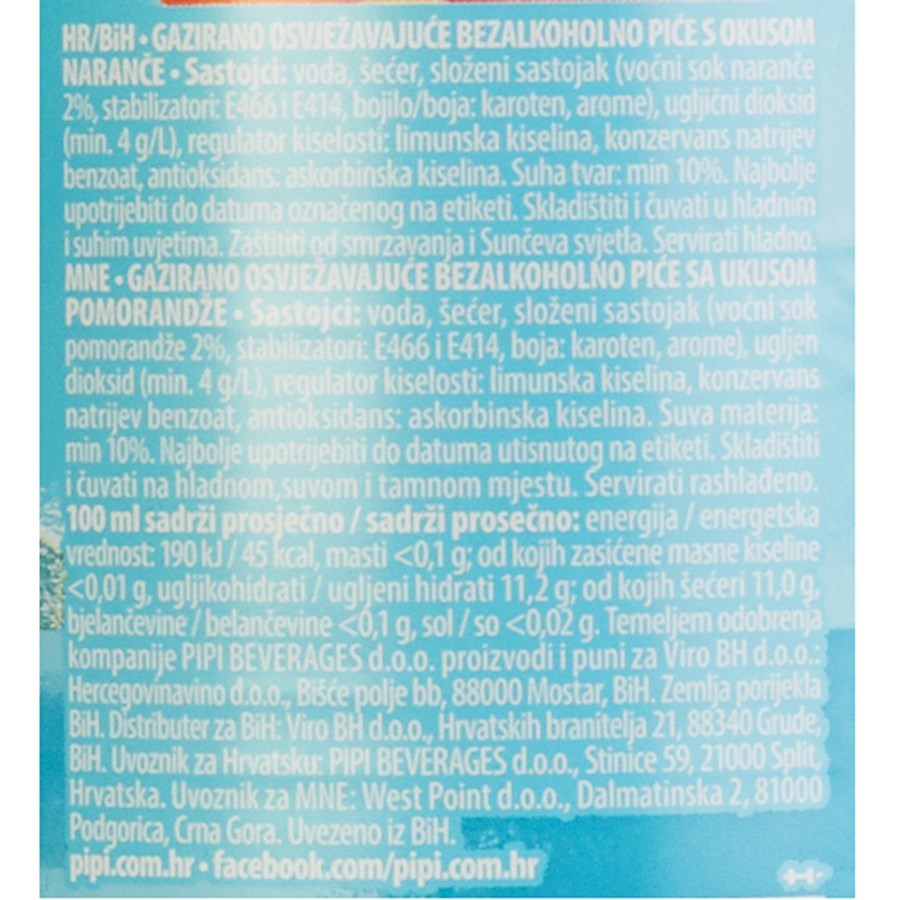 HR/BiH • GAZIRANO OSVJEŽAVAJUĆE BEZALKOHOLNO PIĆE S OKUSOM
NARANČE • Sastojci: voda, šećer, složeni sastojak (voćni sok naranče
2%, stabilizatori: E466 i E414, bojilo/boja: karoten, arome), ugljični dioksid
(min. 4 g/L), regulator kiselosti: limunska kiselina, konzervans natrijev
benzoat, antioksidans: askorbinska kiselina. Suha tvar: min 10%. Najbolje
upotrijebiti do datuma označenog na etiketi. Skladištiti i čuvati u hladnim
i suhim uvjetima. Zaštititi od smrzavanja i Sunčeva svjetla. Servirati hladno.
MNE • GAZIRANO OSVJEŽAVAJUĆE BEZALKOHOLNO PIĆE SA UKUSOM
POMORANDŽE • Sastojci: voda, šećer, složeni sastojak (voćni sok
pomorandže 2%, stabilizatori: E466 i E414, boja: karoten, arome), ugljen
dioksid (min. 4 g/L), regulator kiselosti: limunska kiselina, konzervans
natrijev benzoat, antioksidans: askorbinska kiselina. Suva materija:
min 10%. Najbolje upotrijebiti do datuma utisnutog na etiketi. Skladištiti
i čuvati na hladnom,suvom i tamnom mjestu. Servirati rashlađeno.
100 ml sadrži prosječno / sadrži prosečno: energija / energetska
vrednost: 190 kJ / 45 kcal, masti <0,1 g; od kojih zasićene masne kiseline
<0,01 g, ugljikohidrati / ugljeni hidrati 11,2 g; od kojih šećeri 11,0 g,
bjelančevine / belančevine <0,1 g, sol / so <0,02 g. Temeljem odobrenja
kompanije PIPI BEVERAGES d.o.o. proizvodi i puni za Viro BH d.o.o.:
Hercegovinavino d.o.o., Bišće polje bb, 88000 Mostar, BiH. Zemlja porijekla
BiH. Distributer za BiH: Viro BH d.o.o., Hrvatskih branitelja 21, 88340 Grude,
BiH. Uvoznik za Hrvatsku: PIPI BEVERAGES d.o.o., Stinice 59, 21000 Split,
Hrvatska. Uvoznik za MNE: West Point d.o.o., Dalmatinska 2, 81000
Podgorica, Crna Gora. Uvezeno iz BiH.
pipi.com.hr • facebook.com/pipi.com.hr